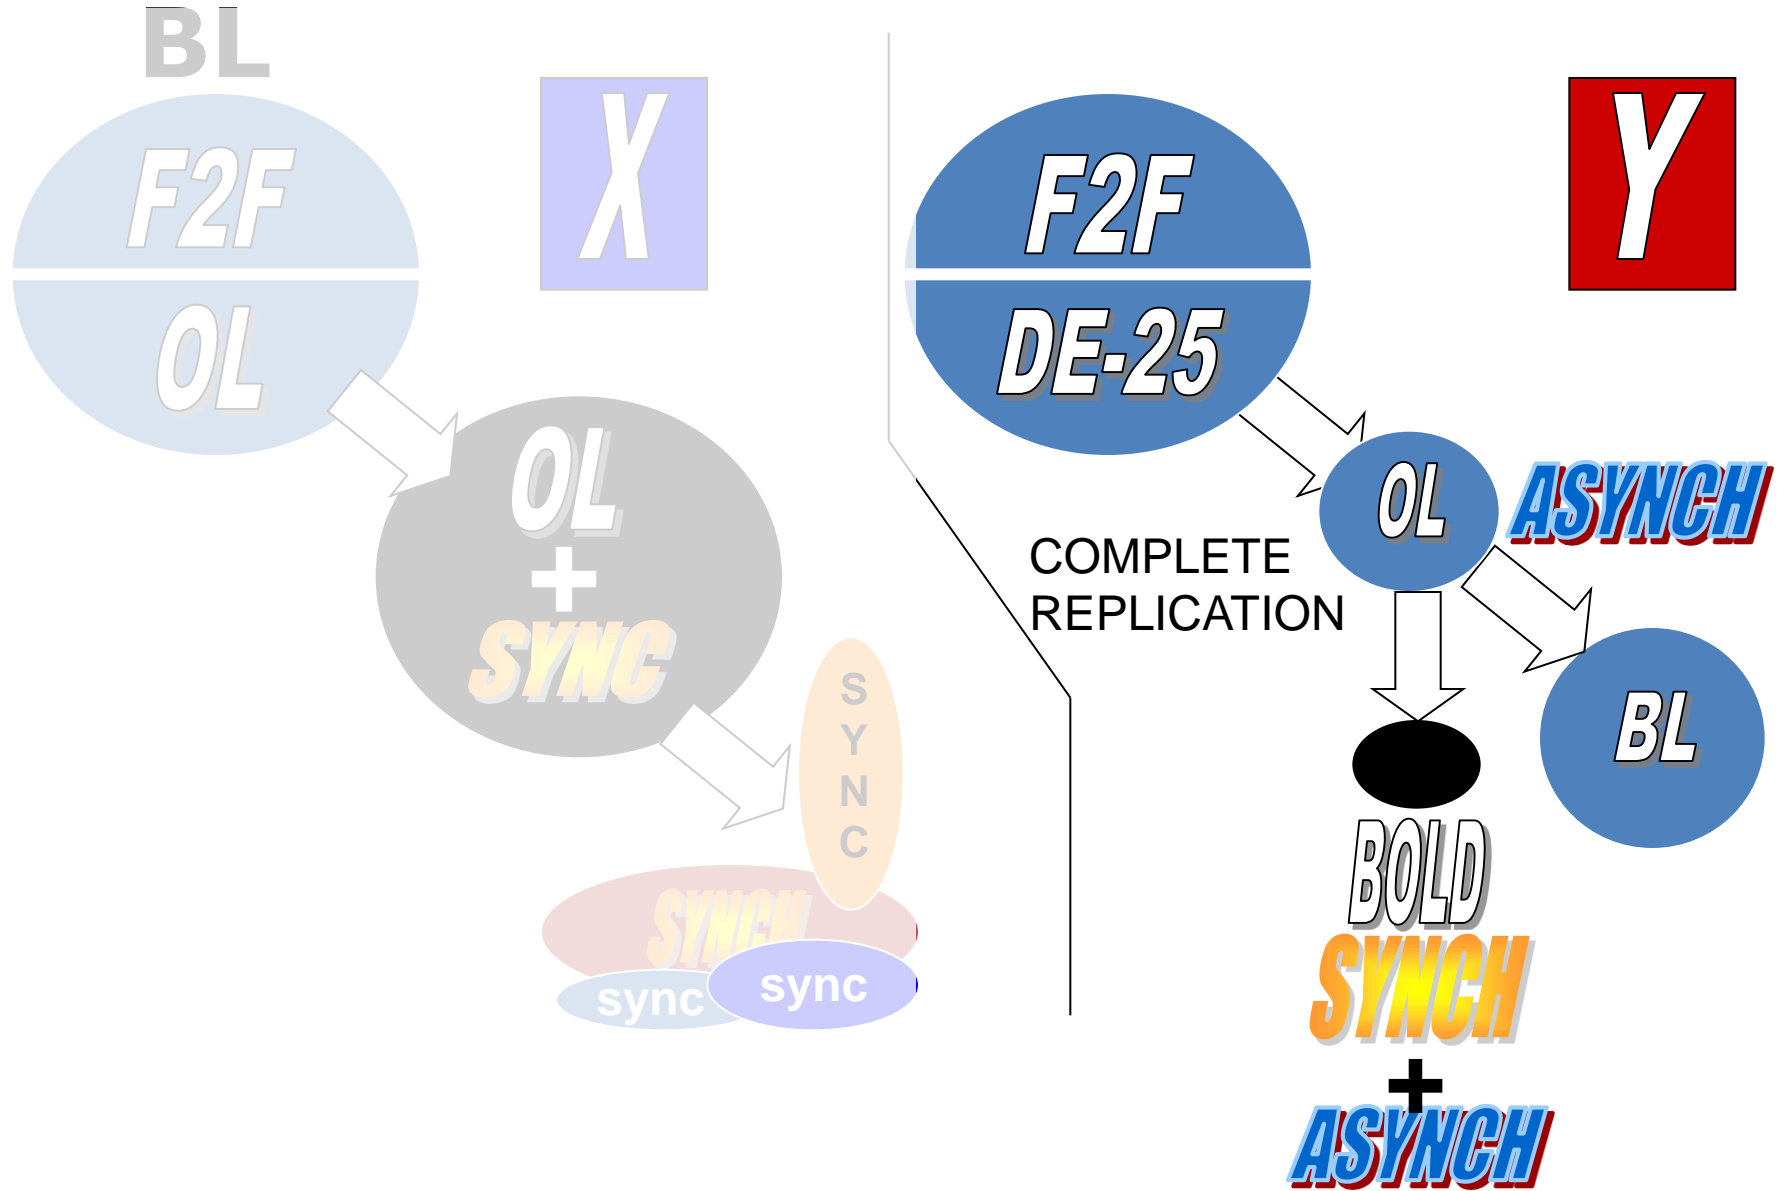 BL
F2F
OL
X
OL
+
SYNC
S
Y
N
C
SYNCH
sync
sync
F2F
DE-25
Y
OL
ASYNCH
COMPLETE
REPLICATION
BL
BOLD
SYNCH
+
ASYNCH